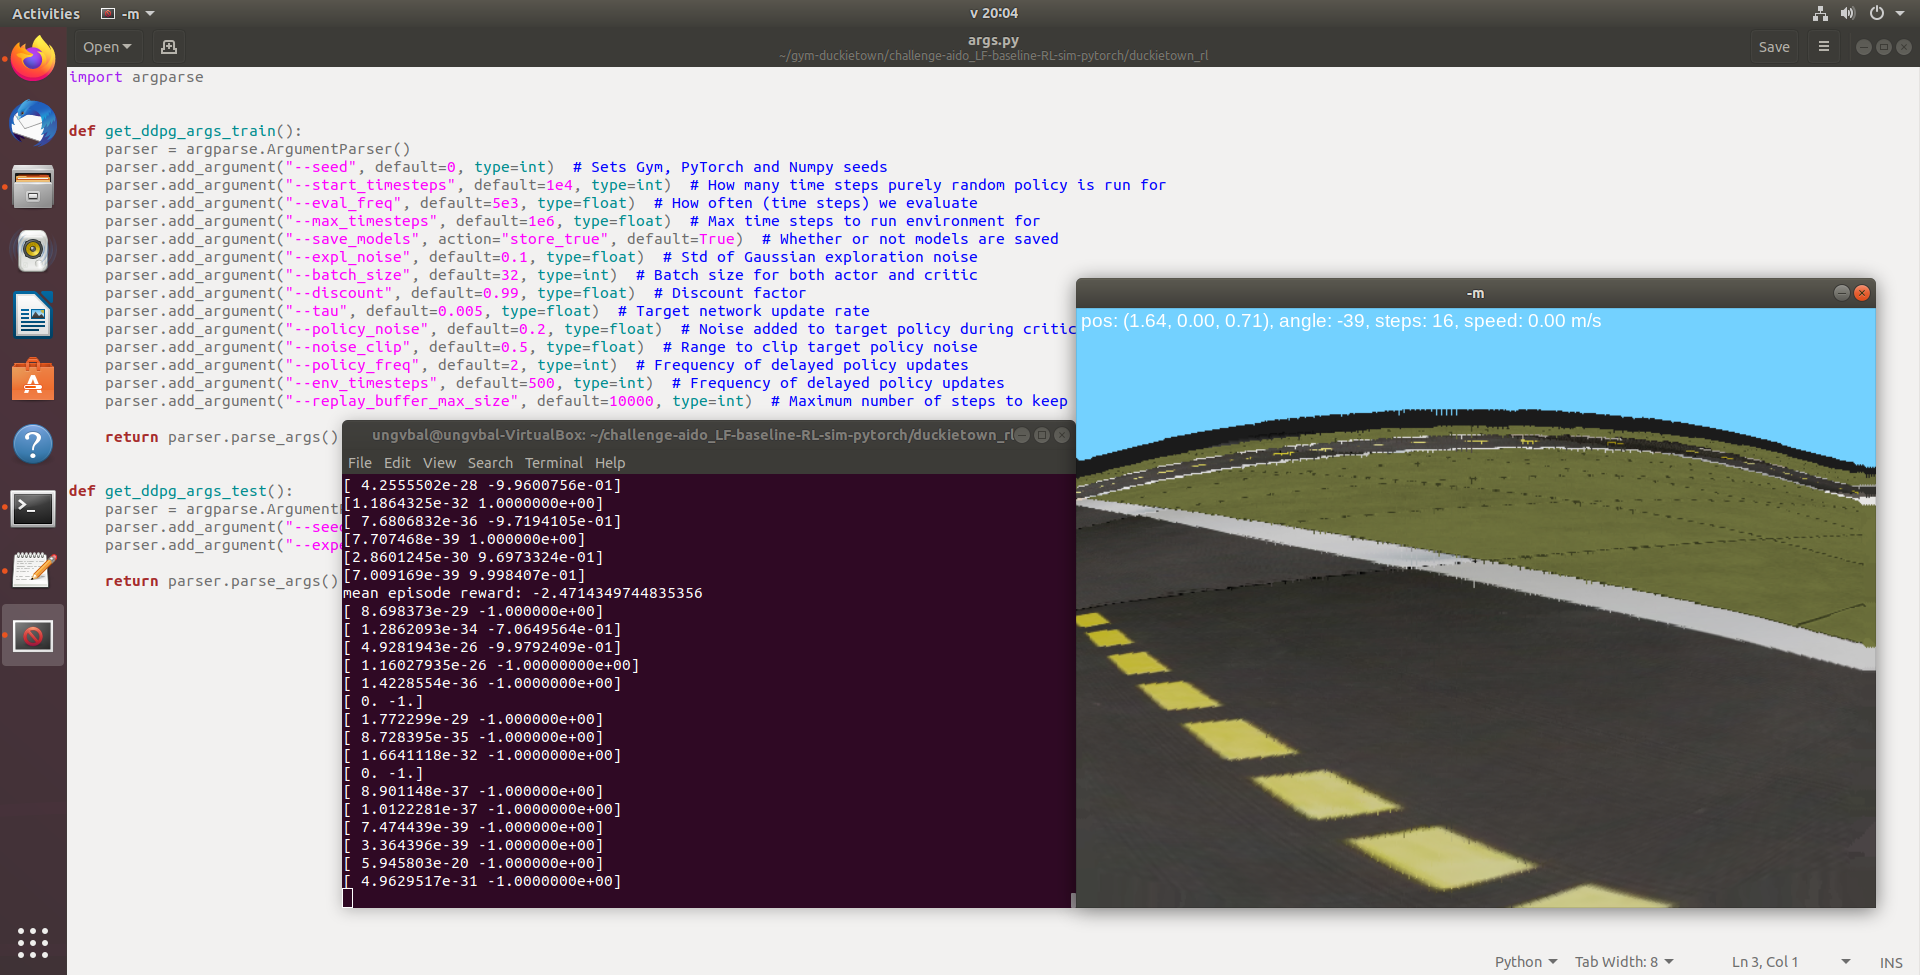 Activities
-m
v 20:04
Open
args.py
~/gym-duckietown/challenge-aido_LF-baseline-RL-sim-pytorch/duckietown_rl
Save
import argparse
def get_ddpg_args_train():
parser = argparse.ArgumentParser()
parser.add_argument("--seed", default=0, type=int)  # Sets Gym, PyTorch and Numpy seeds
parser.add_argument("--start_timesteps", default=1e4, type=int)  # How many time steps purely random policy is run for
parser.add_argument("--eval_freq", default=5e3, type=float)  # How often (time steps) we evaluate
parser.add_argument("--max_timesteps", default=1e6, type=float)  # Max time steps to run environment for
parser.add_argument("--save_models", action="store_true", default=True)  # Whether or not models are saved
parser.add_argument("--expl_noise", default=0.1, type=float)  # Std of Gaussian exploration noise
parser.add_argument("--batch_size", default=32, type=int)  # Batch size for both actor and critic
parser.add_argument("--discount", default=0.99, type=float)  # Discount factor
parser.add_argument("--tau", default=0.005, type=float)  # Target network update rate
parser.add_argument("--policy_noise", default=0.2, type=float)  # Noise added to target policy during critic
parser.add_argument("--noise_clip", default=0.5, type=float)  # Range to clip target policy noise
parser.add_argument("--policy_freq", default=2, type=int)  # Frequency of delayed policy updates
parser.add_argument("--env_timesteps", default=500, type=int)  # Frequency of delayed policy updates
parser.add_argument("--replay_buffer_max_size", default=10000, type=int)  # Maximum number of steps to keep
return parser.parse_args()
def get_ddpg_args_test():
parser = argparse.Argument
parser.add_argument("--see
parser.add_argument("--exp
return parser.parse_args()
ungvbal@ungvbal-VirtualBox: ~/challenge-aido_LF-baseline-RL-sim-pytorch/duckietown_rl
File Edit View Search Terminal Help
[ 4.2555502e-28 -9.9600756e-01]
[1.1864325e-32 1.0000000e+00]
[ 7.6806832e-36 -9.7194105e-01]
[7.707468e-39 1.000000e+00]
[2.8601245e-30 9.6973324e-01]
[7.009169e-39 9.998407e-01]
mean episode reward: -2.4714349744835356
[ 8.698373e-29 -1.000000e+00]
[ 1.2862093e-34 -7.0649564e-01]
[ 4.9281943e-26 -9.9792409e-01]
[ 1.16027935e-26 -1.00000000e+00]
[ 1.4228554e-36 -1.0000000e+00]
[ 0. -1.]
[ 1.772299e-29 -1.000000e+00]
[ 8.728395e-35 -1.000000e+00]
[ 1.6641118e-32 -1.0000000e+00]
[ 0. -1.]
[ 8.901148e-37 -1.000000e+00]
[ 1.0122281e-37 -1.0000000e+00]
[ 7.474439e-39 -1.000000e+00]
[ 3.364396e-39 -1.000000e+00]
[ 5.945803e-20 -1.000000e+00]
[ 4.9629517e-31 -1.0000000e+00]
-m
pos: (1.64, 0.00, 0.71), angle: -39, steps: 16, speed: 0.00 m/s
Python
Tab Width: 8
Ln 3, Col 1
INS